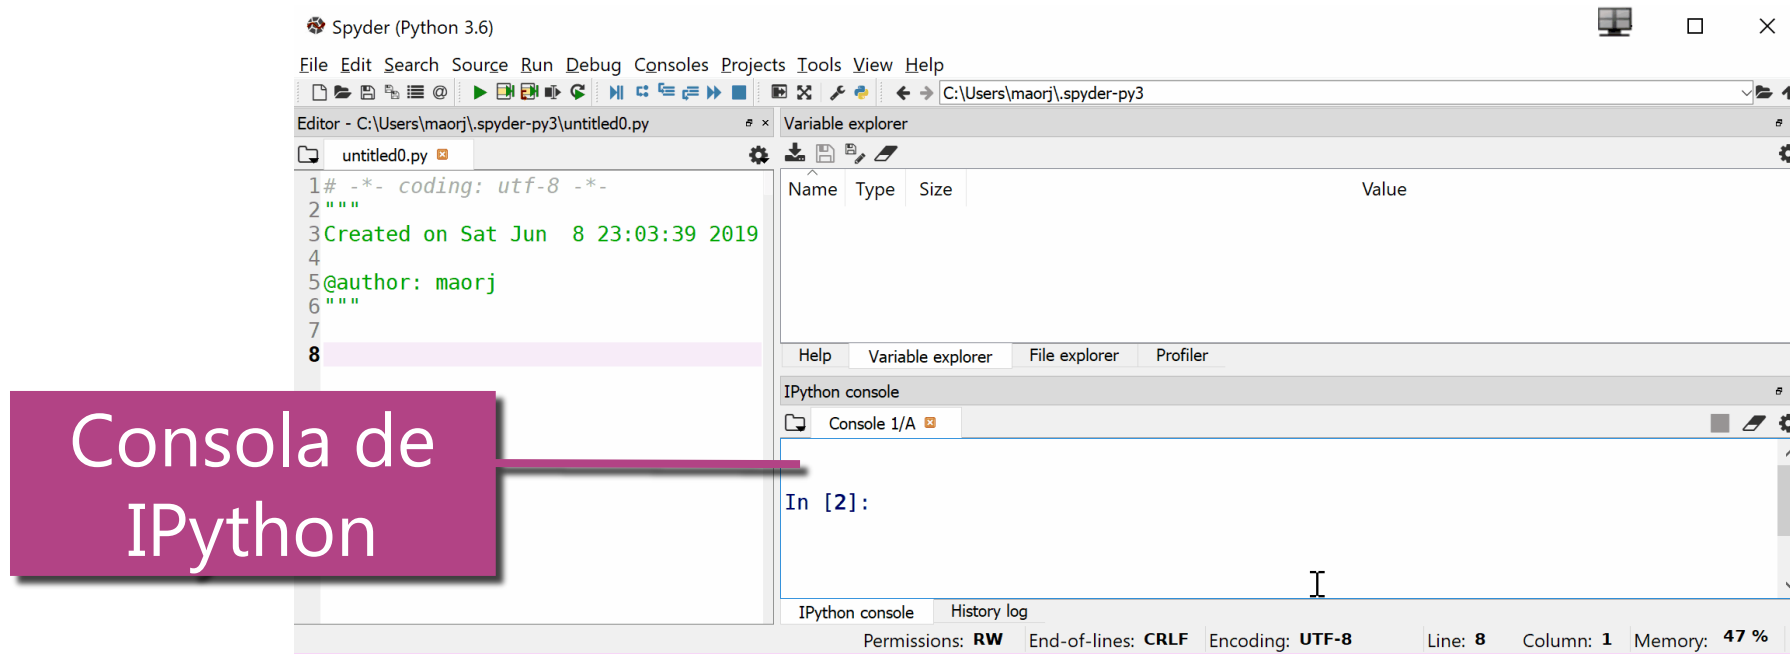 Spyder (Python 3.6)
File Edit Search Source Run Debug Consoles Projects Tools View Help
C:\Users\maorj\.spyder-py3
Editor - C:\Users\maorj\.spyder-py3\untitled0.py
untitled0.py
1 # -*- coding: utf-8 -*-
2 """
3 Created on Sat Jun  8 23:03:39 2019
4
5 @author: maorj
6 """
7
8
Variable explorer
Name Type Size Value
Help Variable explorer File explorer Profiler
IPython console
Console 1/A
In [2]:
IPython console History log
Consola de
IPython
Permissions: RW End-of-lines: CRLF Encoding: UTF-8 Line: 8 Column: 1 Memory: 47 %